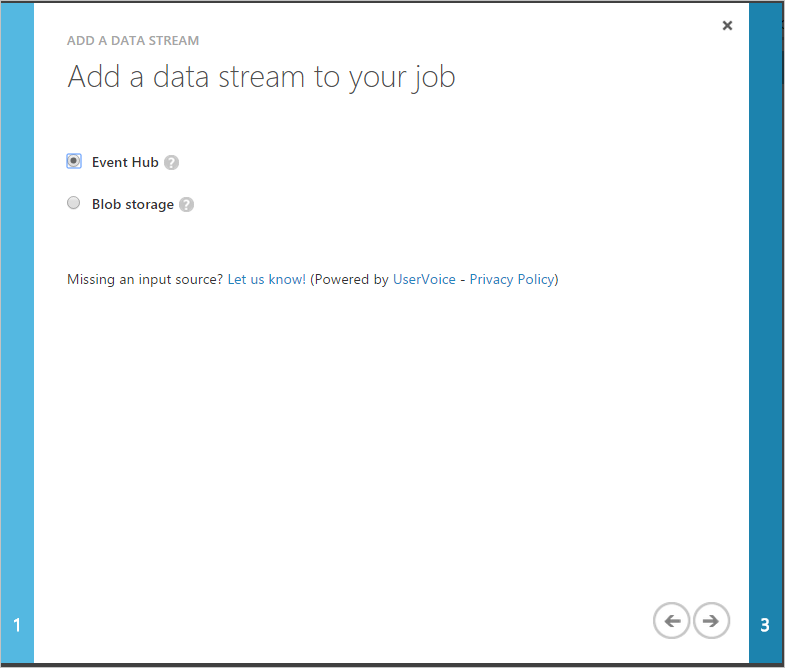 ADD A DATA STREAM
Add a data stream to your job
Event Hub ?
Blob storage ?
Missing an input source? Let us know! (Powered by UserVoice - Privacy Policy)
1
3